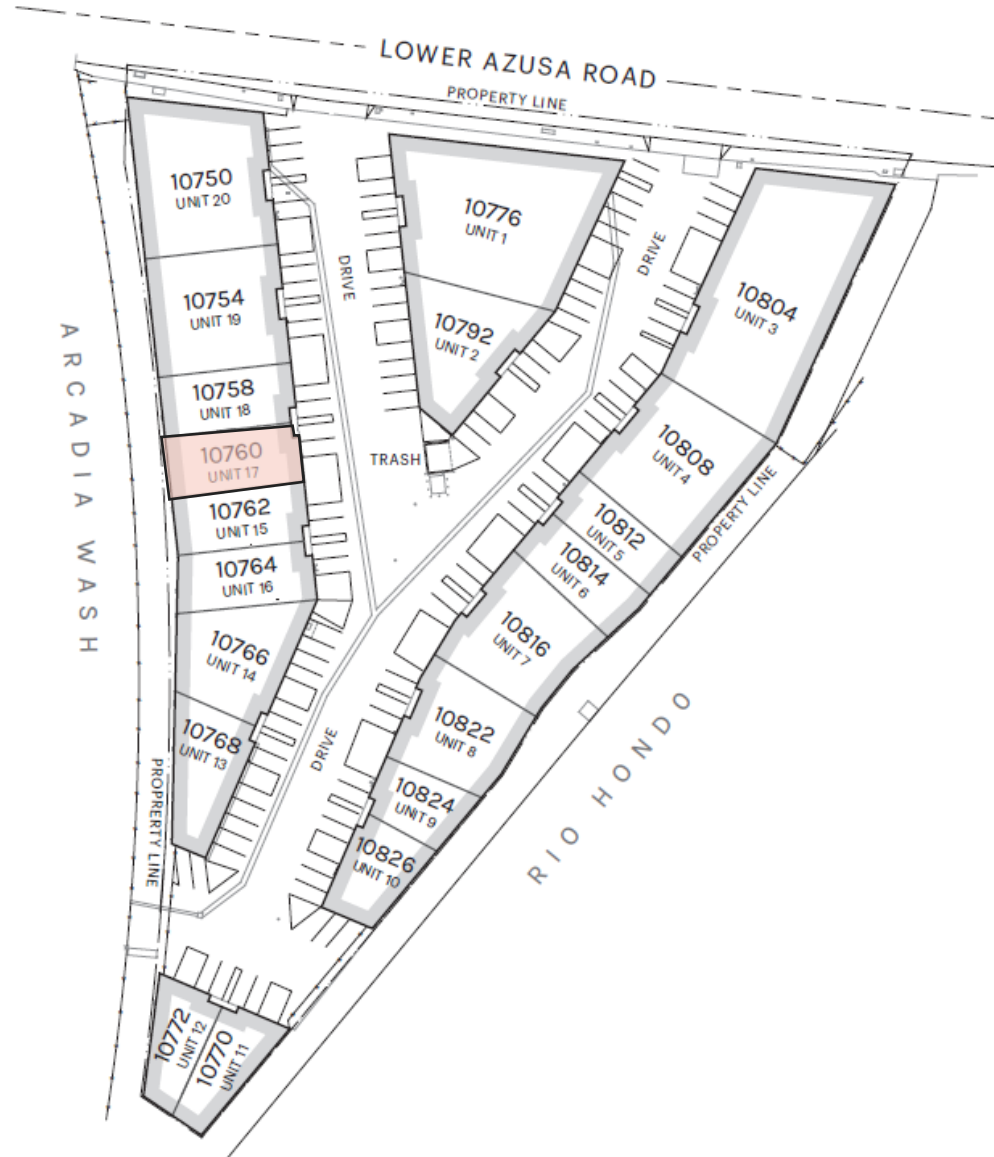 LOWER AZUSA ROAD
PROPERTY LINE
10750
UNIT 20
10776
UNIT 1
DRIVE
DRIVE
10754
UNIT 19
10804
UNIT 3
10792
UNIT 2
10758
UNIT 18
ARCADIA WASH
10760
UNIT 17
TRASH
10808
UNIT 4
PROPERTY LINE
10762
UNIT 15
10812
UNIT 5
10764
UNIT 16
10814
UNIT 6
10816
UNIT 7
10766
UNIT 14
10822
UNIT 8
10768
UNIT 13
DRIVE
RIO HONDO
10824
UNIT 9
PROPRERTY LINE
10826
UNIT 10
10772
UNIT 12
10770
UNIT 11